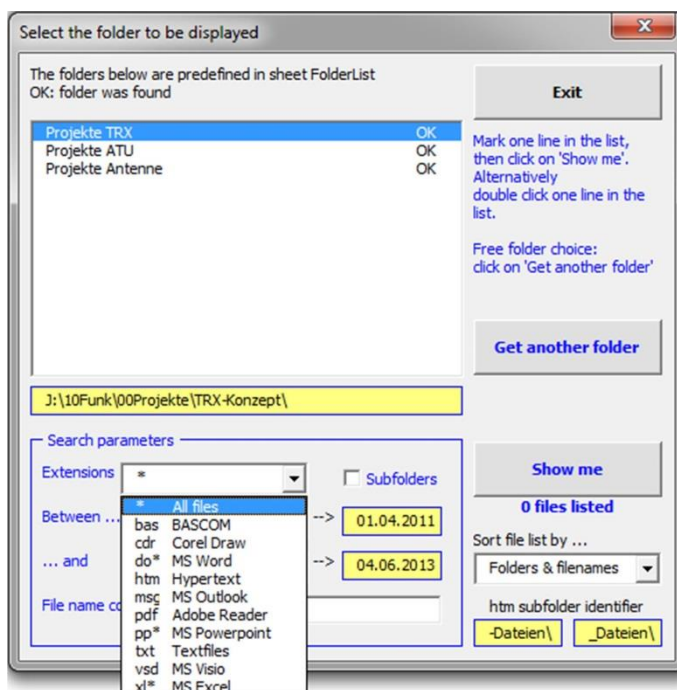 Select the folder to be displayed
The folders below are predefined in sheet FolderList
OK: folder was found
Exit
Projekte TRX OK
Projekte ATU OK
Projekte Antenne OK
Mark one line in the list,
then click on 'Show me'.
Alternatively
double click one line in the
list.
Free folder choice:
click on 'Get another folder'
Get another folder
J:\10Funk\00Projekte\TRX-Konzept\
Search parameters
Extensions * Subfolders
* All files
bas BASCOM
cdr Corel Draw
do* MS Word
htm Hypertext
msg MS Outlook
pdf Adobe Reader
pp* MS Powerpoint
txt Textfiles
vsd MS Visio
xl* MS Excel
Between ... --> 01.04.2011
... and --> 04.06.2013
File name
Show me
0 files listed
Sort file list by ...
Folders & filenames
htm subfolder identifier
-Dateien\ _Dateien\